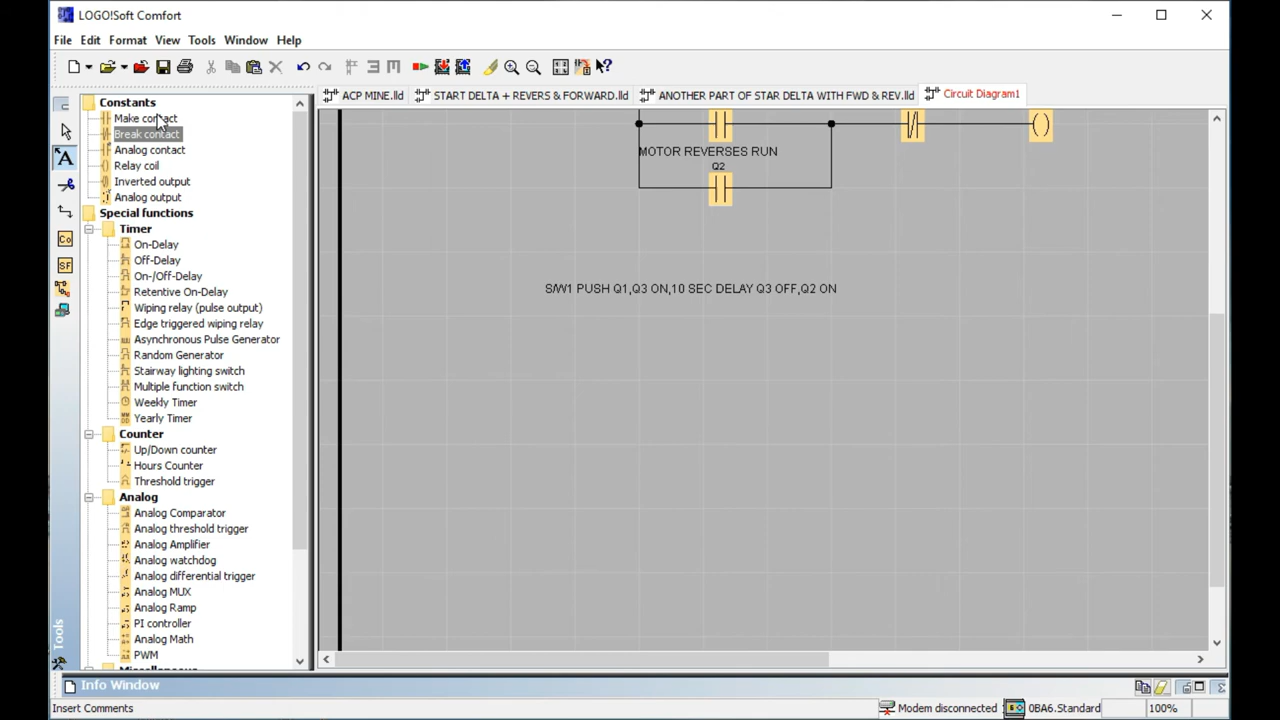 LOGO!Soft Comfort
File Edit Format View Tools Window Help
ACP MINE.lld START DELTA + REVERS & FORWARD.lld ANOTHER PART OF STAR DELTA WITH FWD & REV.lld Circuit Diagram1
Constants
Make contact
Break contact
Analog contact
Relay coil
Inverted output
Analog output
Special functions
Timer
On-Delay
Off-Delay
On-/Off-Delay
Retentive On-Delay
Wiping relay (pulse output)
Edge triggered wiping relay
Asynchronous Pulse Generator
Random Generator
Stairway lighting switch
Multiple function switch
Weekly Timer
Yearly Timer
Counter
Up/Down counter
Hours Counter
Threshold trigger
Analog
Analog Comparator
Analog threshold trigger
Analog Amplifier
Analog watchdog
Analog differential trigger
Analog MUX
Analog Ramp
PI controller
Analog Math
PWM
Miscellaneous
Co
SF
Tools
MOTOR REVERSES RUN
Q2
S/W1 PUSH Q1,Q3 ON,10 SEC DELAY Q3 OFF,Q2 ON
Info Window
Insert Comments
Modem disconnected 0BA6.Standard 100%